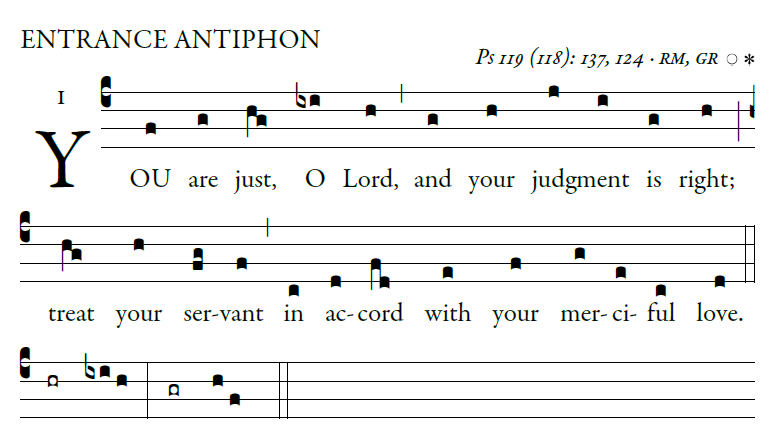 ENTRANCE ANTIPHON
Ps 119 (118): 137, 124 · RM, GR ◌ *
I
YOU are just, O Lord, and your judgment is right;
treat your ser-vant in ac-cord with your mer-ci-ful love.